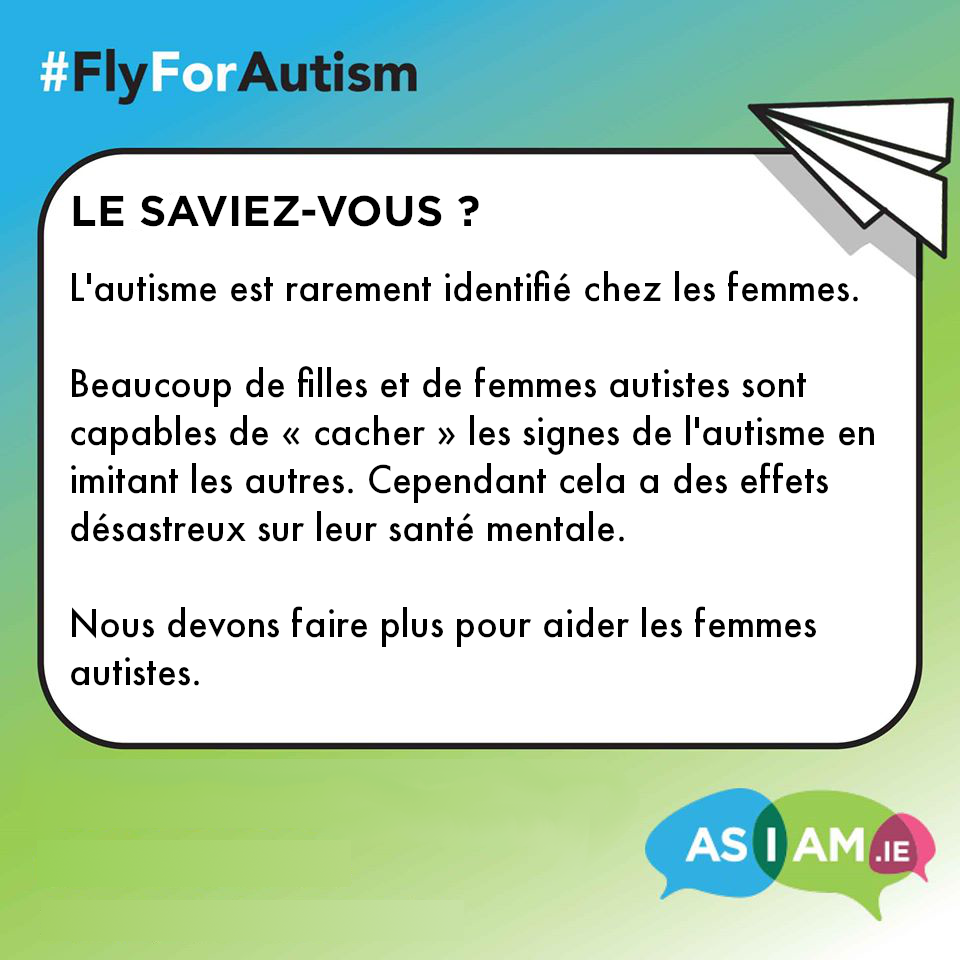 #FlyForAutism
LE SAVIEZ-VOUS ?
L'autisme est rarement identifié chez les femmes.
Beaucoup de filles et de femmes autistes sont
capables de « cacher » les signes de l'autisme en
imitant les autres. Cependant cela a des effets
désastreux sur leur santé mentale.
Nous devons faire plus pour aider les femmes
autistes.
AS I AM .IE